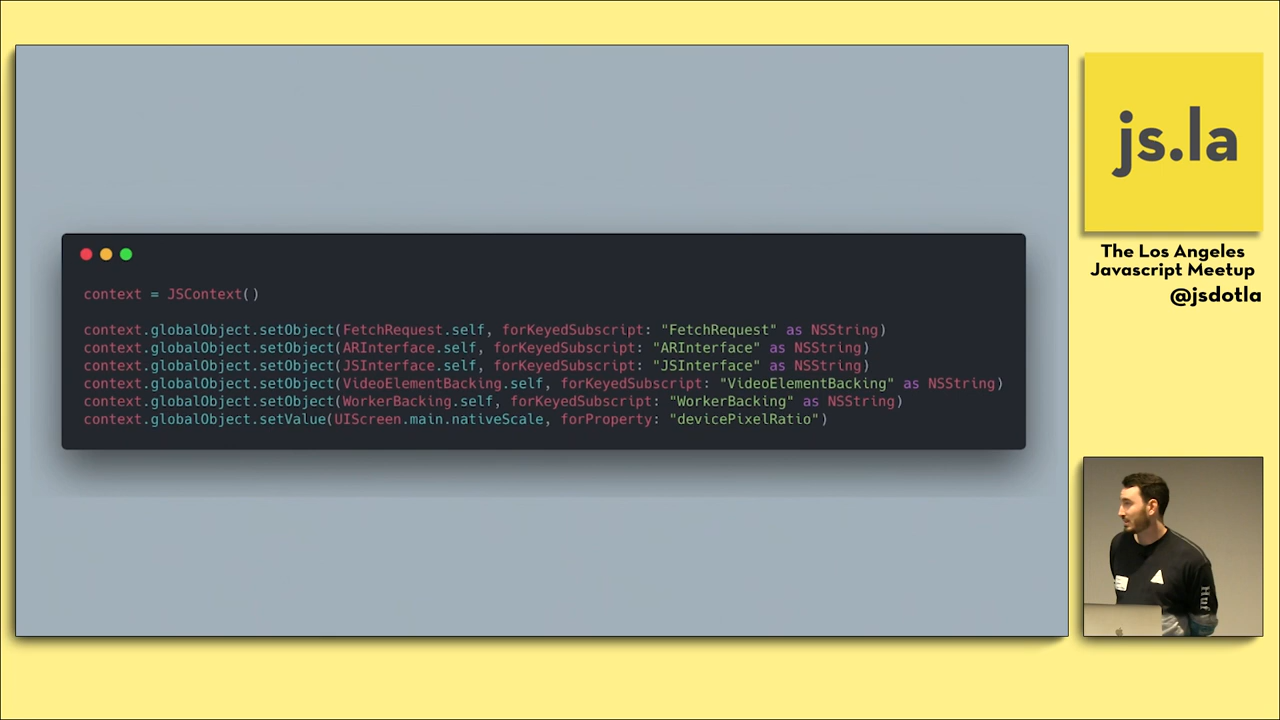 context = JSContext()
context.globalObject.setObject(FetchRequest.self, forKeyedSubscript: "FetchRequest" as NSString)
context.globalObject.setObject(ARInterface.self, forKeyedSubscript: "ARInterface" as NSString)
context.globalObject.setObject(JSInterface.self, forKeyedSubscript: "JSInterface" as NSString)
context.globalObject.setObject(VideoElementBacking.self, forKeyedSubscript: "VideoElementBacking" as NSString)
context.globalObject.setObject(WorkerBacking.self, forKeyedSubscript: "WorkerBacking" as NSString)
context.globalObject.setValue(UIScreen.main.nativeScale, forProperty: "devicePixelRatio")
js.la
The Los Angeles
Javascript Meetup
@jsdotla
Huf